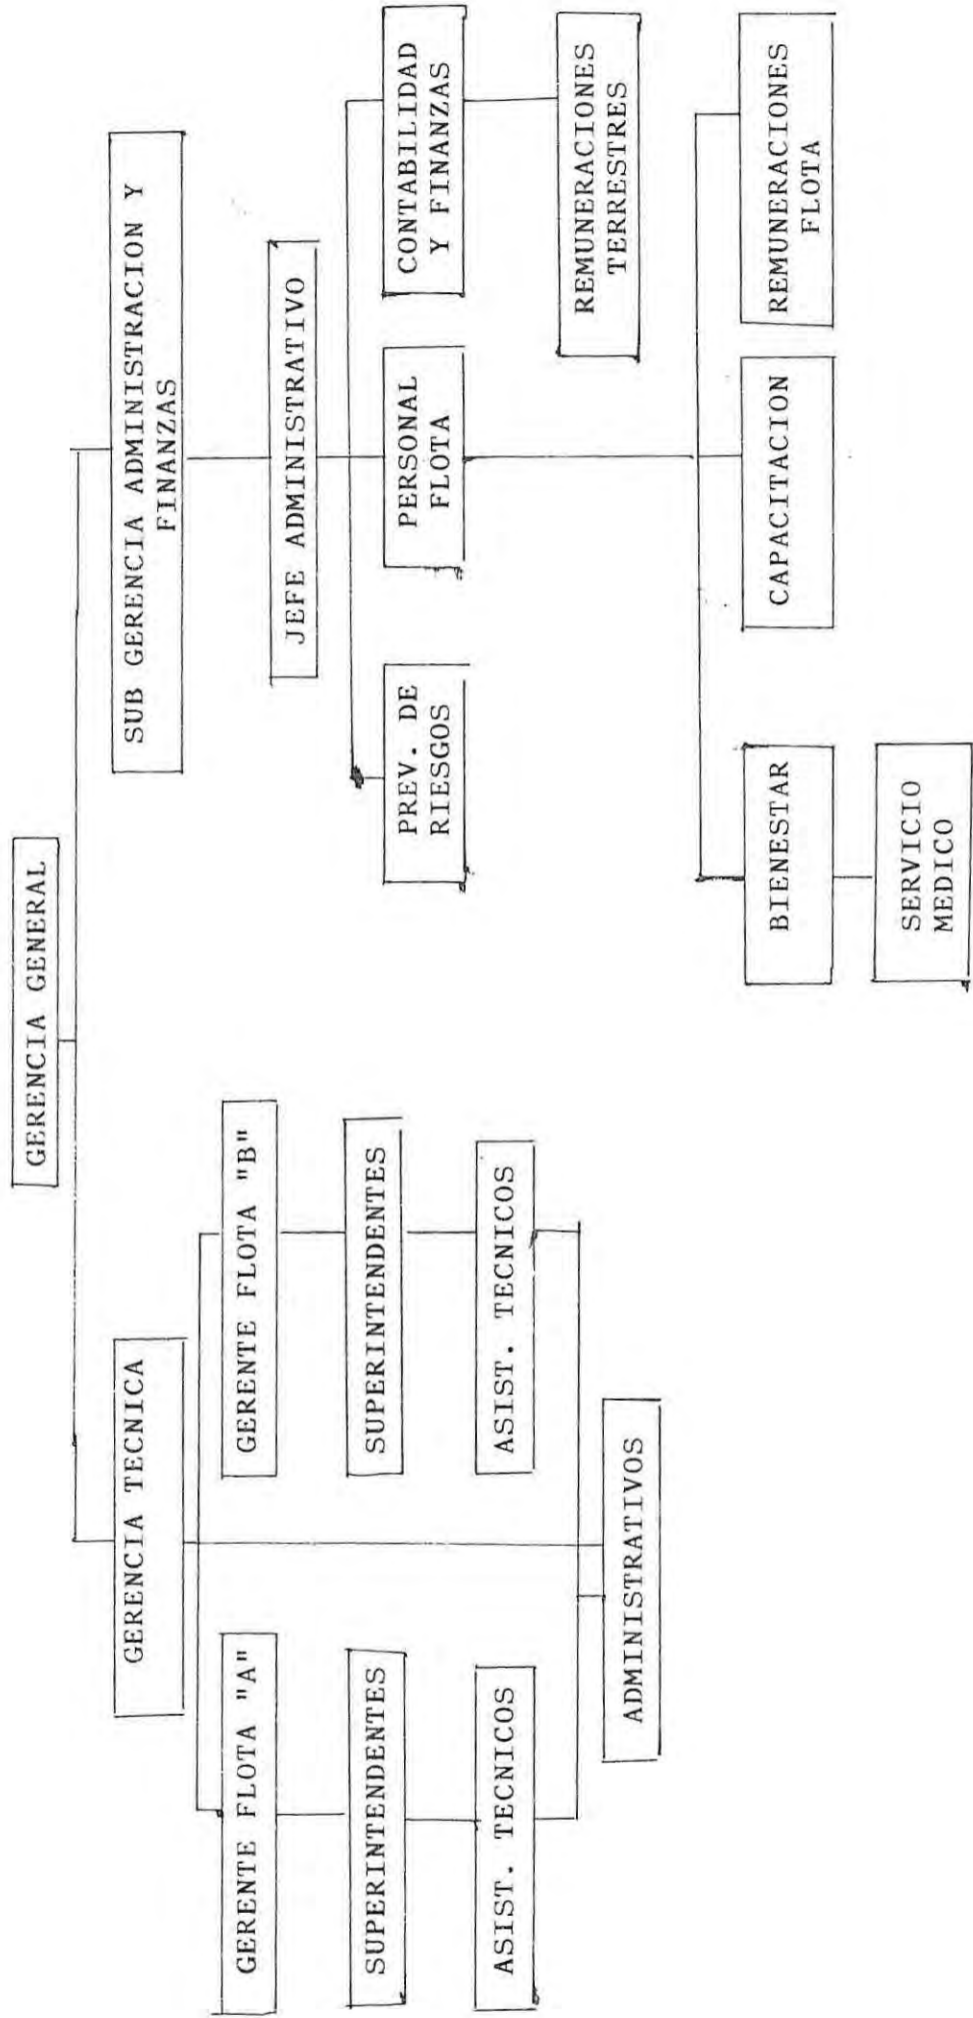 GERENCIA GENERAL
GERENCIA TECNICA
SUB GERENCIA ADMINISTRACION Y
FINANZAS
GERENTE FLOTA "A"
GERENTE FLOTA "B"
JEFE ADMINISTRATIVO
SUPERINTENDENTES
SUPERINTENDENTES
PREV. DE
RIESGOS
PERSONAL
FLOTA
CONTABILIDAD
Y FINANZAS
ASIST. TECNICOS
ASIST. TECNICOS
REMUNERACIONES
TERRESTRES
ADMINISTRATIVOS
BIENESTAR
CAPACITACION
REMUNERACIONES
FLOTA
SERVICIO
MEDICO